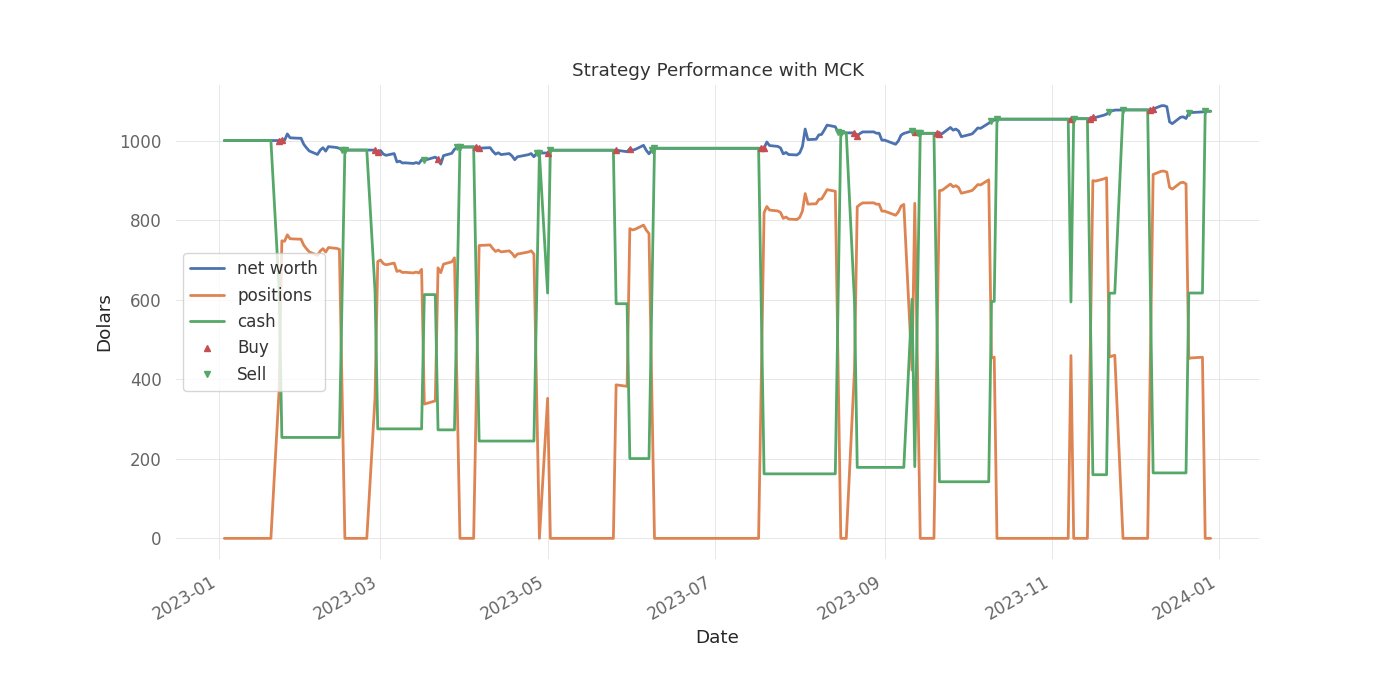 Strategy Performance with MCK
Dolars
1000
800
600
400
200
0
net worth
positions
cash
Buy
Sell
2023-01
2023-03
2023-05
2023-07
2023-09
2023-11
2024-01
Date